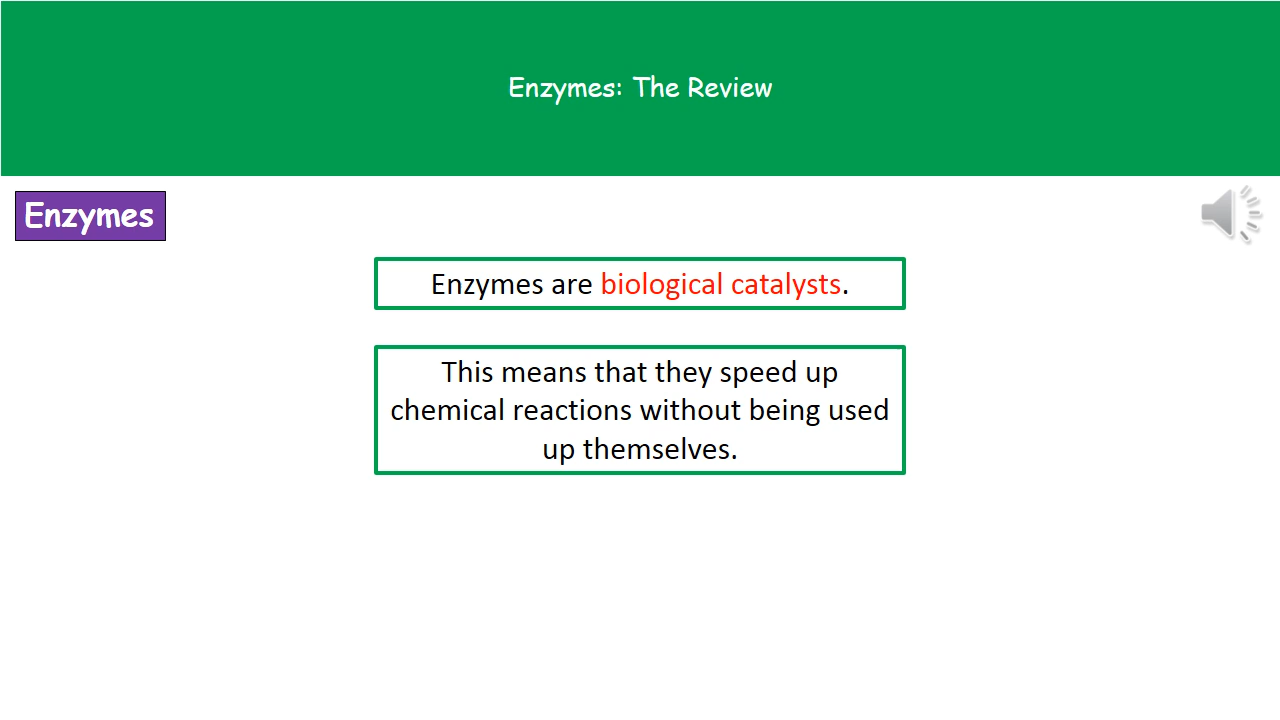 Enzymes: The Review
Enzymes
Enzymes are biological catalysts.
This means that they speed up
chemical reactions without being used
up themselves.